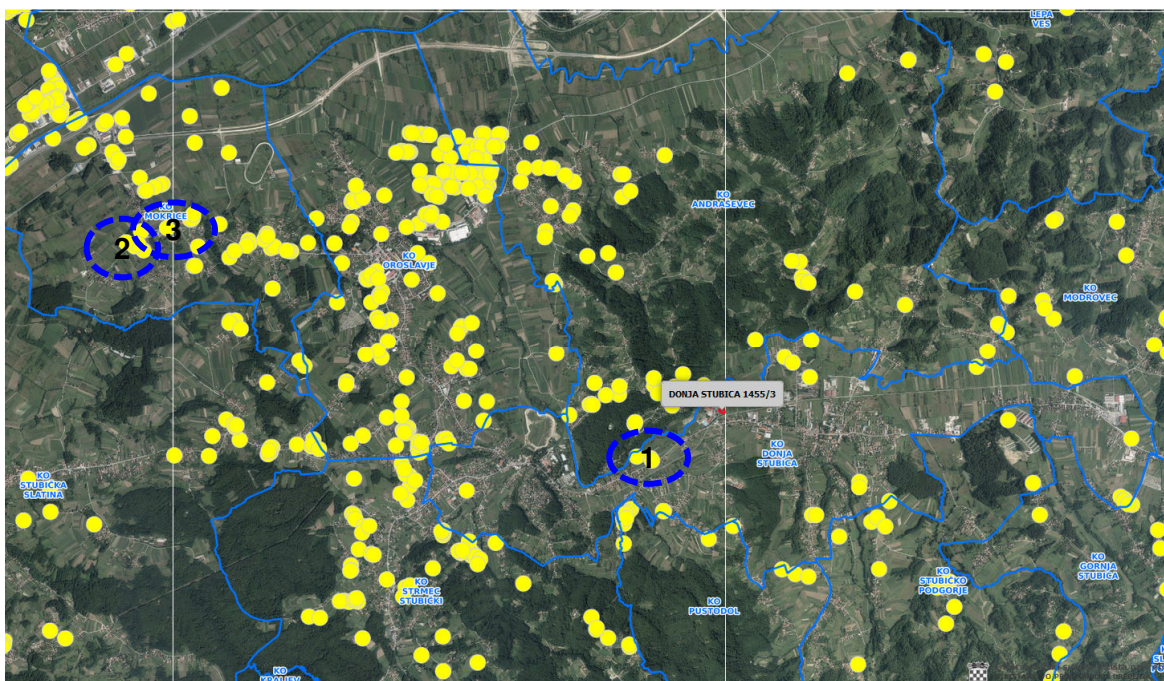 LEPA
VES
KO
ANDRAŠEVEC
KO
MOKRICE
3
2
KO
OROSLAVJE
KO
MODROVEC
DONJA STUBICA 1455/3
KO
DONJA
STUBICA
1
KO
STUBIČKA
SLATINA
KO
GORNJA
STUBICA
KO
STUBIČKO
PODGORJE
KO
STRMEC
STUBIČKI
KO
PUSTODOL
KO
KRALJEV